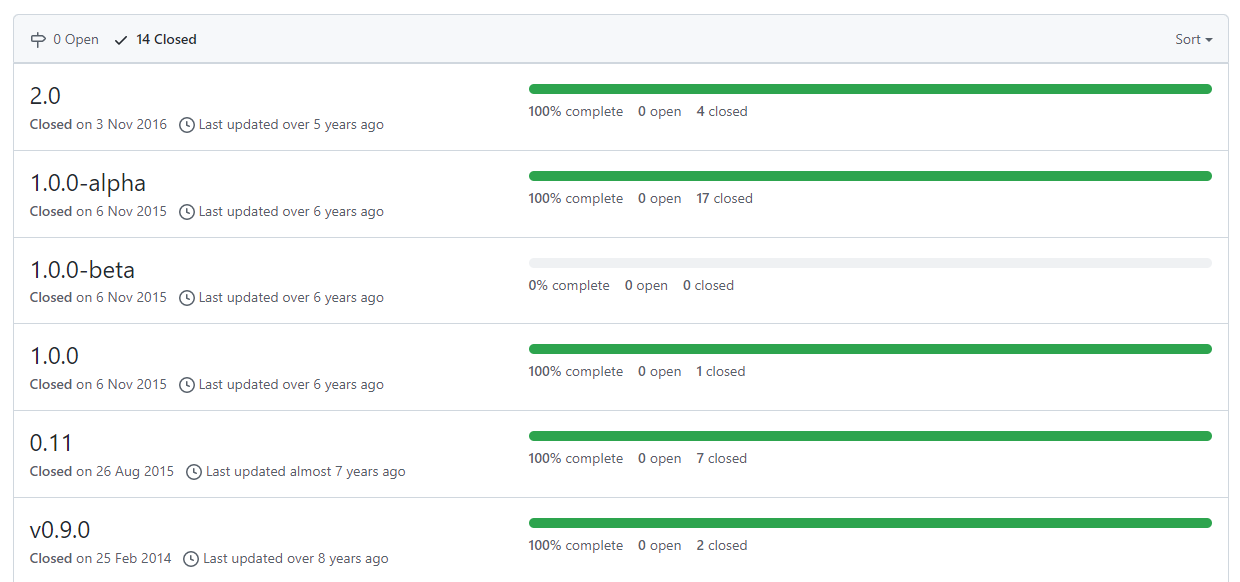 0 Open 14 Closed Sort
2.0
Closed on 3 Nov 2016 Last updated over 5 years ago
100% complete 0 open 4 closed
1.0.0-alpha
Closed on 6 Nov 2015 Last updated over 6 years ago
100% complete 0 open 17 closed
1.0.0-beta
Closed on 6 Nov 2015 Last updated over 6 years ago
0% complete 0 open 0 closed
1.0.0
Closed on 6 Nov 2015 Last updated over 6 years ago
100% complete 0 open 1 closed
0.11
Closed on 26 Aug 2015 Last updated almost 7 years ago
100% complete 0 open 7 closed
v0.9.0
Closed on 25 Feb 2014 Last updated over 8 years ago
100% complete 0 open 2 closed